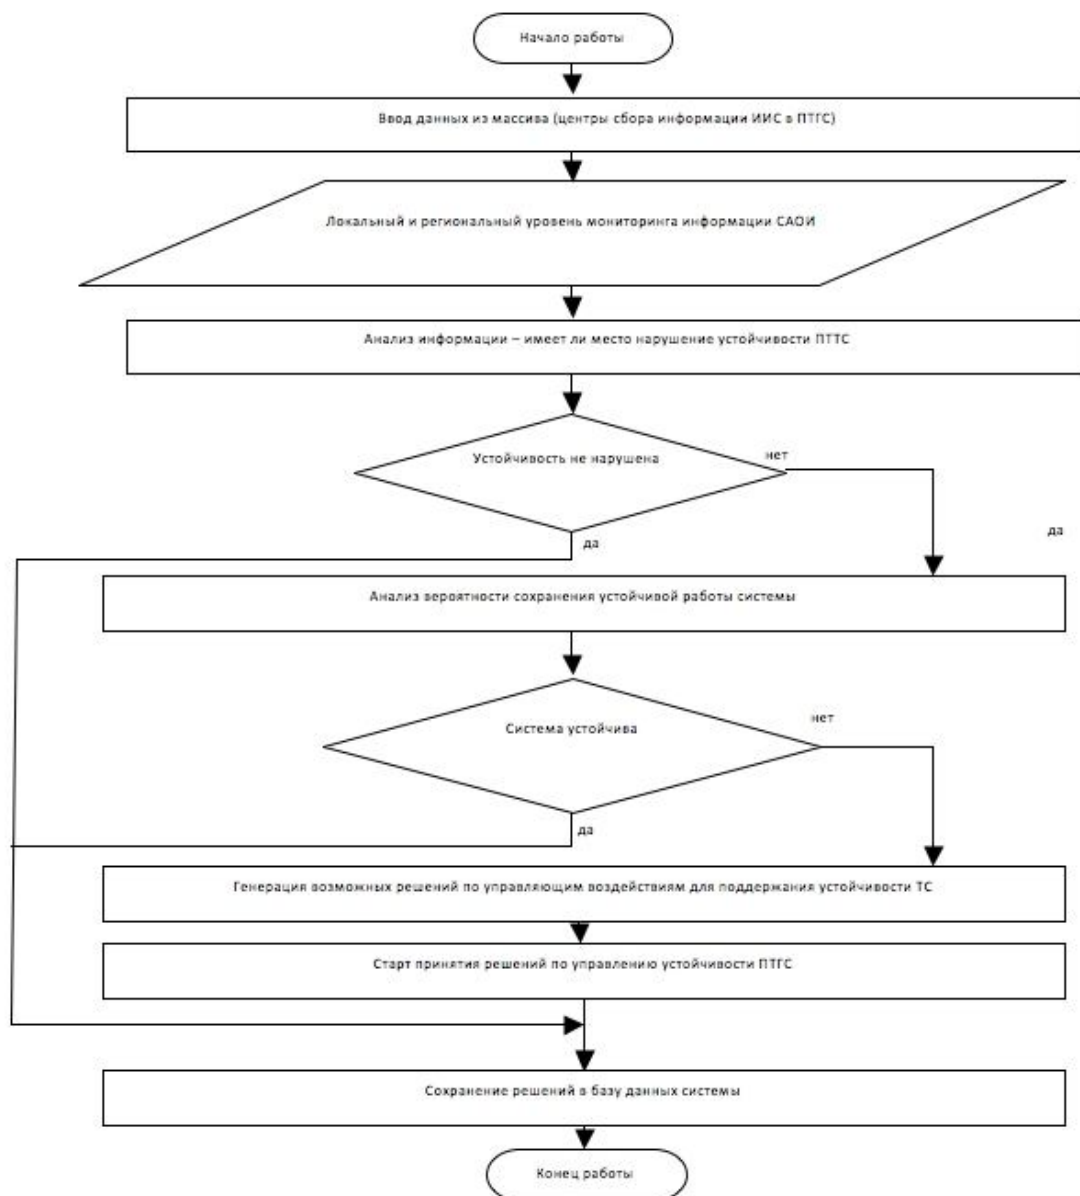 Начало работы
Ввод данных из массива (центры сбора информации ИИС в ПТГС)
Локальный и региональный уровень мониторинга информации САОИ
Анализ информации – имеет ли место нарушение устойчивости ПТТС
Устойчивость не нарушена
нет
да
да
Анализ вероятности сохранения устойчивой работы системы
нет
Система устойчива
да
Генерация возможных решений по управляющим воздействиям для поддержания устойчивости ТС
Старт принятия решений по управлению устойчивости ПТГС
Сохранение решений в базу данных системы
Конец работы